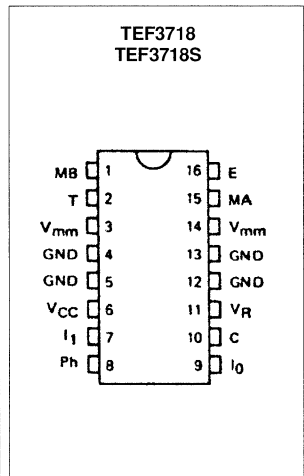 TEF3718
TEF3718S
MB 1 16 E
T 2 15 MA
Vmm 3 14 Vmm
GND 4 13 GND
GND 5 12 GND
VCC 6 11 VR
I1 7 10 C
Ph 8 9 I0